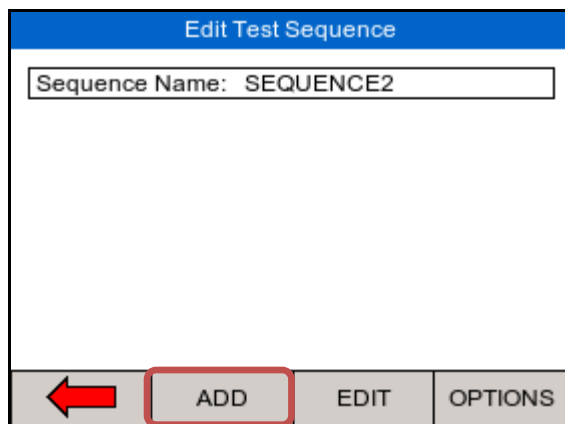 Edit Test Sequence
Sequence Name: SEQUENCE2
ADD EDIT OPTIONS